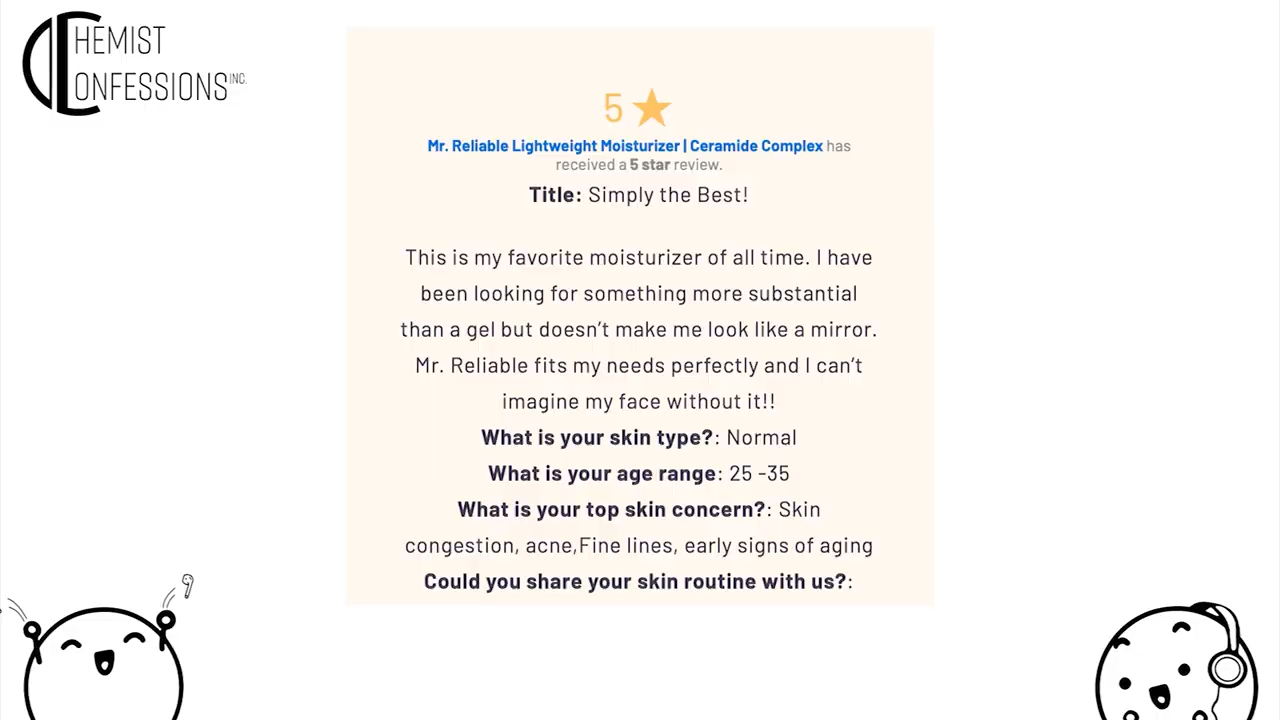 CHEMIST
CONFESSIONS INC.
5
Mr. Reliable Lightweight Moisturizer | Ceramide Complex has
received a 5 star review.
Title: Simply the Best!
This is my favorite moisturizer of all time. I have
been looking for something more substantial
than a gel but doesn't make me look like a mirror.
Mr. Reliable fits my needs perfectly and I can't
imagine my face without it!!
What is your skin type?: Normal
What is your age range: 25 -35
What is your top skin concern?: Skin
congestion, acne,Fine lines, early signs of aging
Could you share your skin routine with us?: